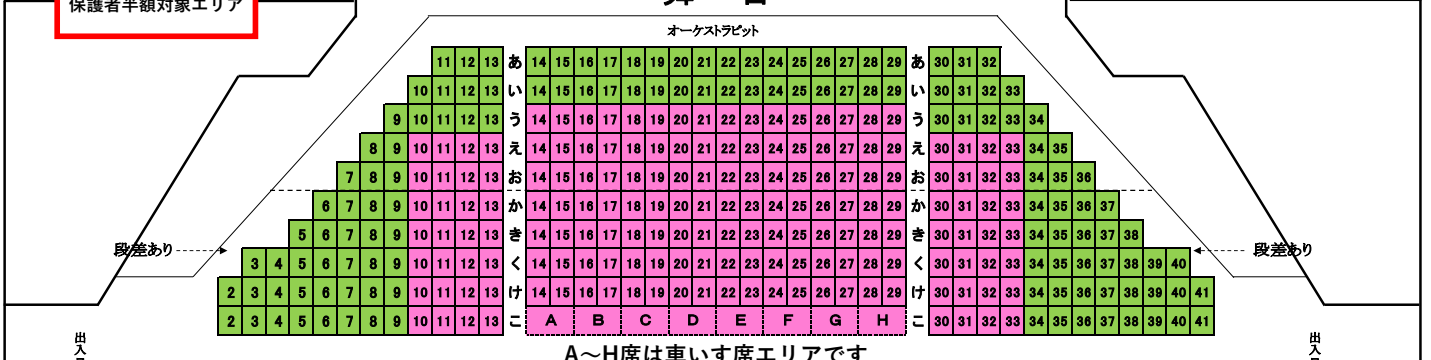 保護者半額対象エリア
オーケストラピット
11 12 13 あ 14 15 16 17 18 19 20 21 22 23 24 25 26 27 28 29 あ 30 31 32
10 11 12 13 い 14 15 16 17 18 19 20 21 22 23 24 25 26 27 28 29 い 30 31 32 33
9 10 11 12 13 う 14 15 16 17 18 19 20 21 22 23 24 25 26 27 28 29 う 30 31 32 33 34
8 9 10 11 12 13 え 14 15 16 17 18 19 20 21 22 23 24 25 26 27 28 29 え 30 31 32 33 34 35
7 8 9 10 11 12 13 お 14 15 16 17 18 19 20 21 22 23 24 25 26 27 28 29 お 30 31 32 33 34 35 36
6 7 8 9 10 11 12 13 か 14 15 16 17 18 19 20 21 22 23 24 25 26 27 28 29 か 30 31 32 33 34 35 36 37
5 6 7 8 9 10 11 12 13 き 14 15 16 17 18 19 20 21 22 23 24 25 26 27 28 29 き 30 31 32 33 34 35 36 37 38
段差あり
段差あり
3 4 5 6 7 8 9 10 11 12 13 く 14 15 16 17 18 19 20 21 22 23 24 25 26 27 28 29 く 30 31 32 33 34 35 36 37 38 39 40
2 3 4 5 6 7 8 9 10 11 12 13 け 14 15 16 17 18 19 20 21 22 23 24 25 26 27 28 29 け 30 31 32 33 34 35 36 37 38 39 40 41
2 3 4 5 6 7 8 9 10 11 12 13 こ A B C D E F G H こ 30 31 32 33 34 35 36 37 38 39 40 41
出入
出入
A～H席は車いす席エリアです